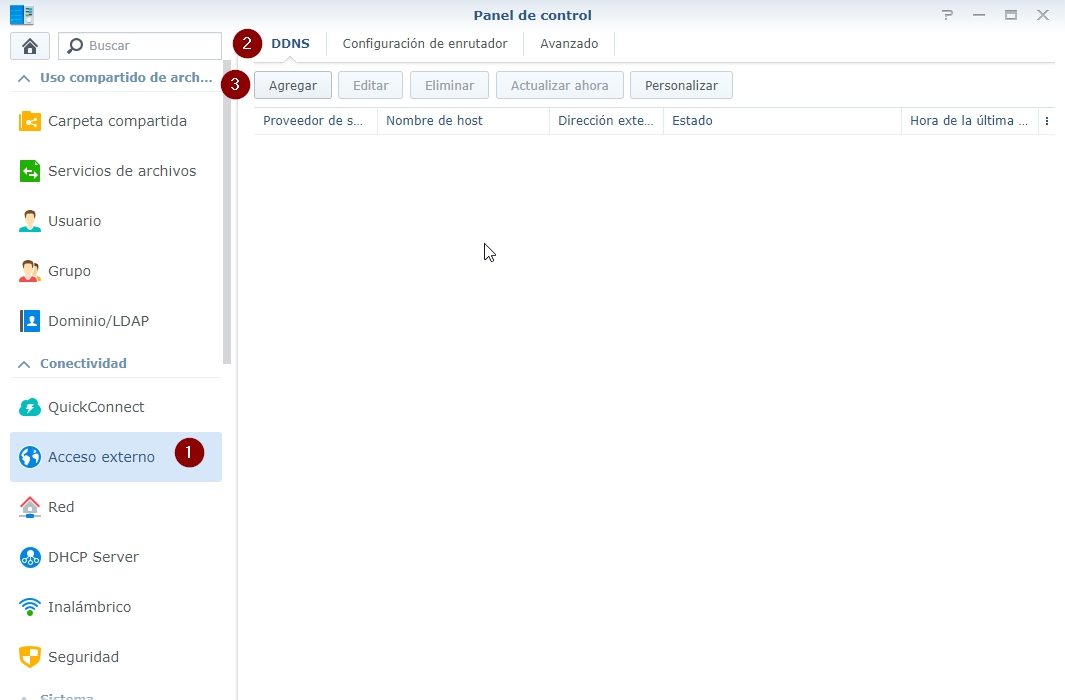 Panel de control
Buscar
2 DDNS Configuración de enrutador Avanzado
Uso compartido de arch...
3 Agregar Editar Eliminar Actualizar ahora Personalizar
Proveedor de s... Nombre de host Dirección exte... Estado Hora de la última ...
Carpeta compartida
Servicios de archivos
Usuario
Grupo
Dominio/LDAP
Conectividad
QuickConnect
Acceso externo 1
Red
DHCP Server
Inalámbrico
Seguridad
Sistema